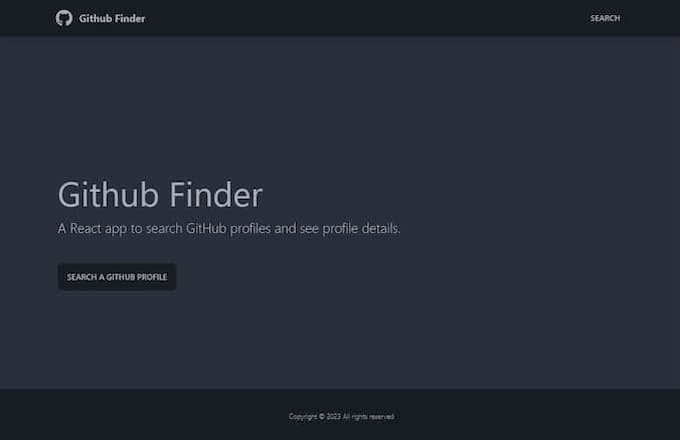 Github Finder
SEARCH
Github Finder
A React app to search GitHub profiles and see profile details.
SEARCH A GITHUB PROFILE
Copyright © 2023 All rights reserved